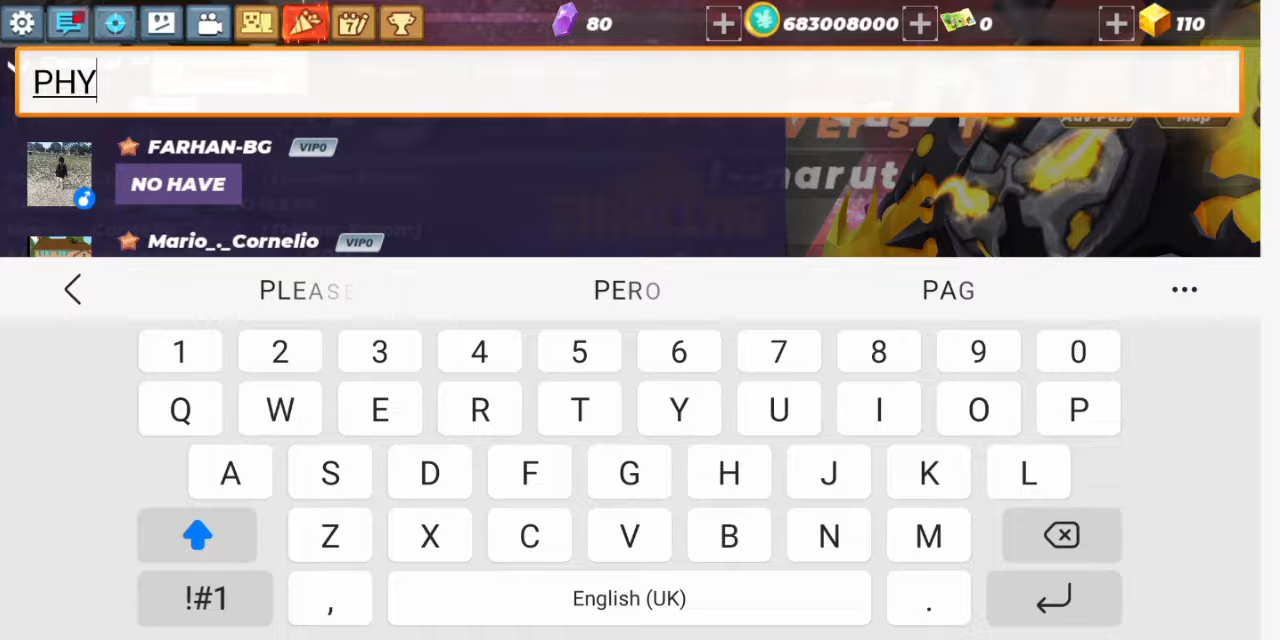 80
683008000
0
110
PHY
FARHAN-BG VIP0
NO HAVE
Mario_._Cornelio VIP0
PLEASE PERO PAG ...
1 2 3 4 5 6 7 8 9 0
Q W E R T Y U I O P
A S D F G H J K L
Z X C V B N M
!#1 , English (UK) .